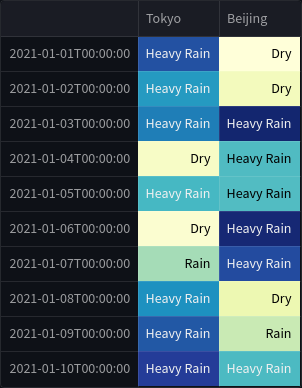 Tokyo Beijing
2021-01-01T00:00:00 Heavy Rain Dry
2021-01-02T00:00:00 Heavy Rain Dry
2021-01-03T00:00:00 Heavy Rain Heavy Rain
2021-01-04T00:00:00 Dry Heavy Rain
2021-01-05T00:00:00 Heavy Rain Heavy Rain
2021-01-06T00:00:00 Dry Heavy Rain
2021-01-07T00:00:00 Rain Heavy Rain
2021-01-08T00:00:00 Heavy Rain Dry
2021-01-09T00:00:00 Heavy Rain Rain
2021-01-10T00:00:00 Heavy Rain Heavy Rain